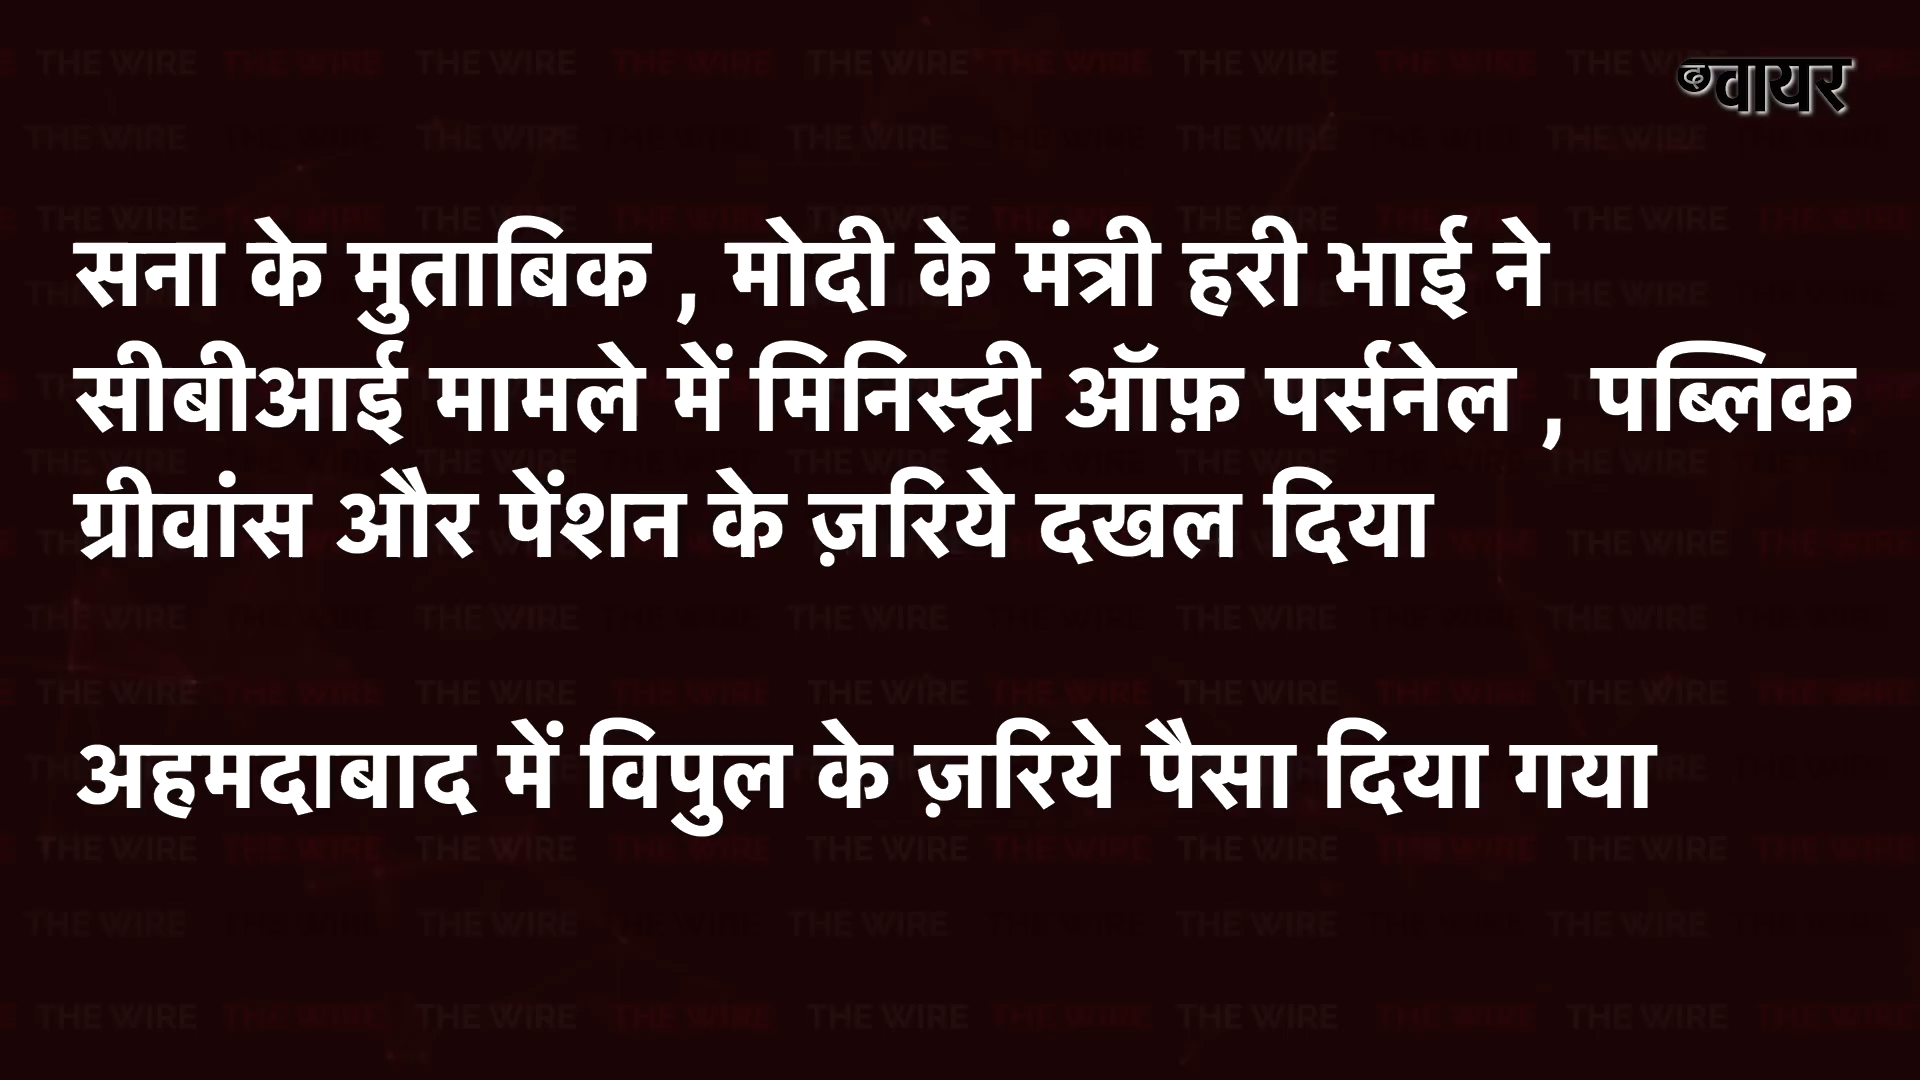 द वायर
सना के मुताबिक , मोदी के मंत्री हरी भाई ने
सीबीआई मामले में मिनिस्ट्री ऑफ़ पर्सनेल , पब्लिक
ग्रीवांस और पेंशन के ज़रिये दखल दिया
अहमदाबाद में विपुल के ज़रिये पैसा दिया गया